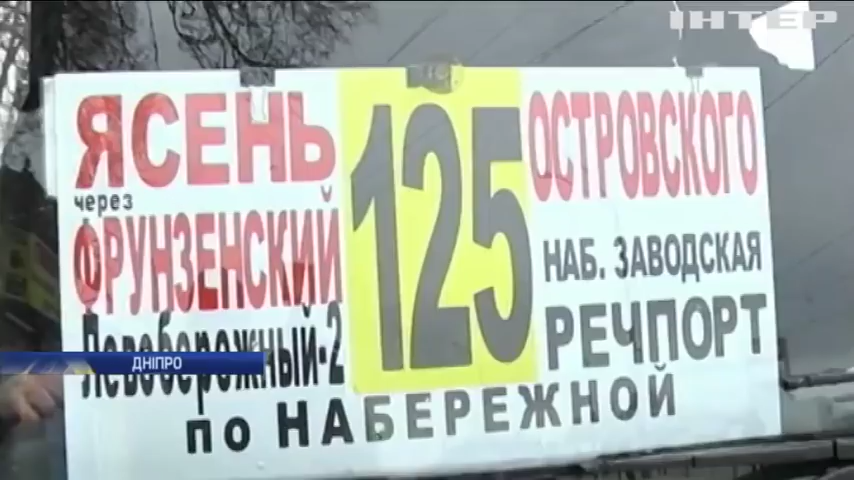 ІНТЕР
ЯСЕНЬ
через
ФРУНЗЕНСКИЙ
Левобережный-2
125
ОСТРОВСКОГО
НАБ. ЗАВОДСКАЯ
РЕЧПОРТ
по НАБЕРЕЖНОЙ
ДНІПРО